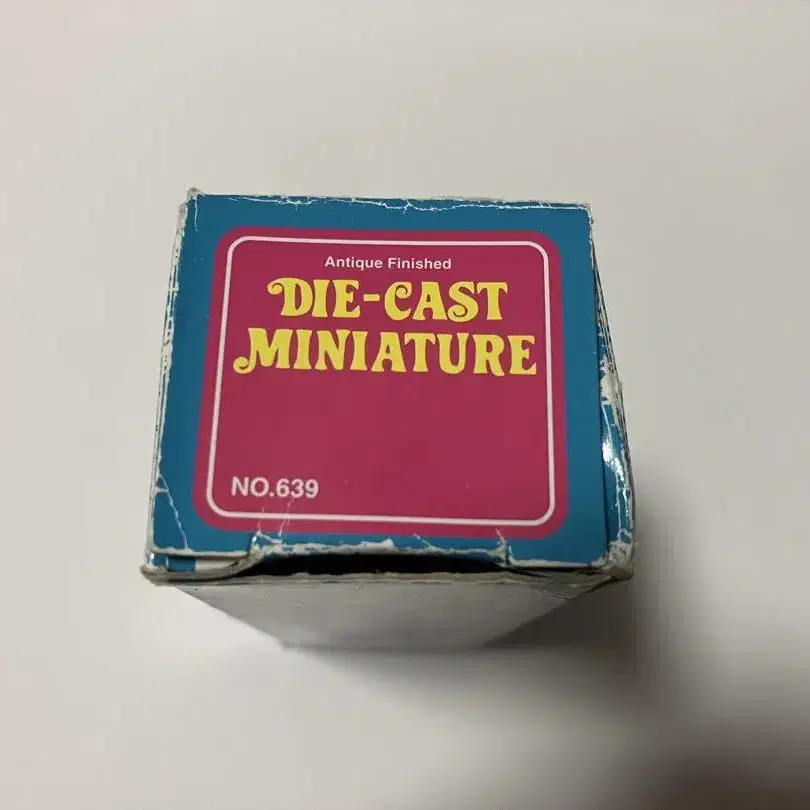 Antique Finished
DIE-CAST
MINIATURE
NO.639